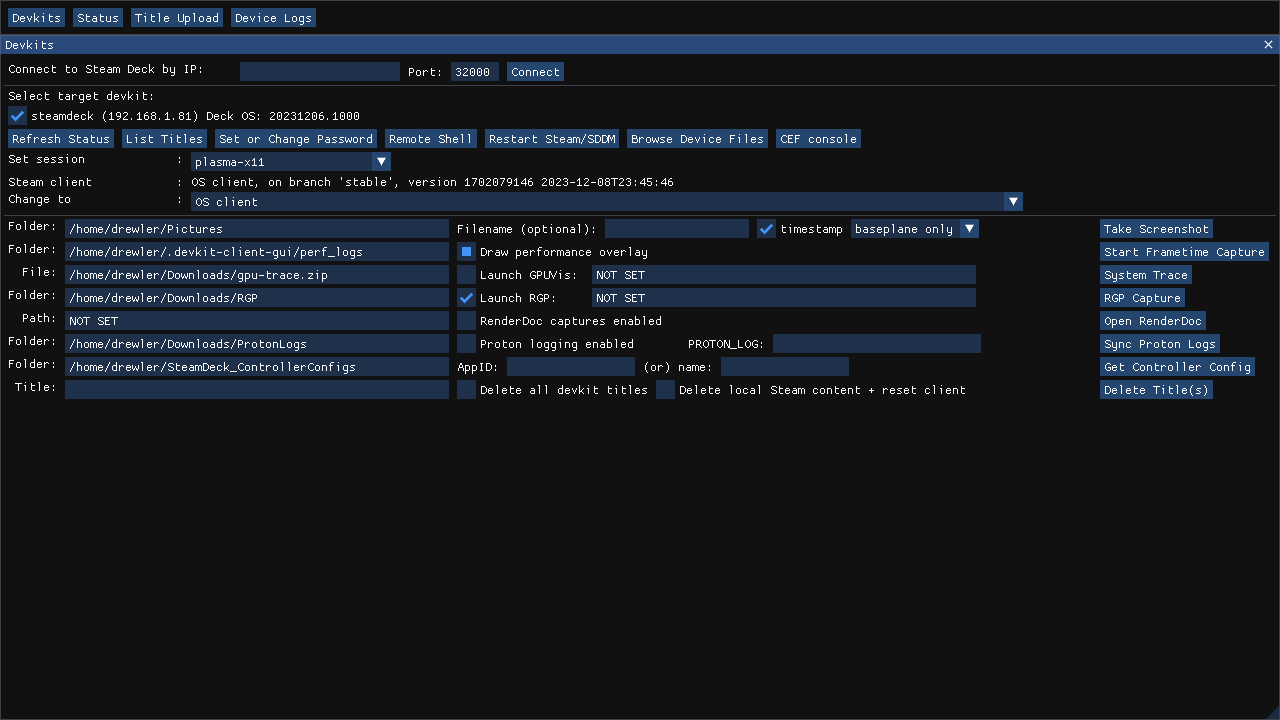 Devkits Status Title Upload Device Logs
Devkits
Connect to Steam Deck by IP: Port: 32000 Connect
Select target devkit:
steamdeck (192.168.1.81) Deck OS: 20231206.1000
Refresh Status List Titles Set or Change Password Remote Shell Restart Steam/SDDM Browse Device Files CEF console
Set session : plasma-x11
Steam client : OS client, on branch 'stable', version 1702079146 2023-12-08T23:45:46
Change to : OS client
Folder: /home/drewler/Pictures Filename (optional): timestamp baseplane only Take Screenshot
Folder: /home/drewler/.devkit-client-gui/perf_logs Draw performance overlay Start Frametime Capture
File: /home/drewler/Downloads/gpu-trace.zip Launch GPUVis: NOT SET System Trace
Folder: /home/drewler/Downloads/RGP Launch RGP: NOT SET RGP Capture
Path: NOT SET RenderDoc captures enabled Open RenderDoc
Folder: /home/drewler/Downloads/ProtonLogs Proton logging enabled PROTON_LOG: Sync Proton Logs
Folder: /home/drewler/SteamDeck_ControllerConfigs AppID: (or) name: Get Controller Config
Title: Delete all devkit titles Delete local Steam content + reset client Delete Title(s)